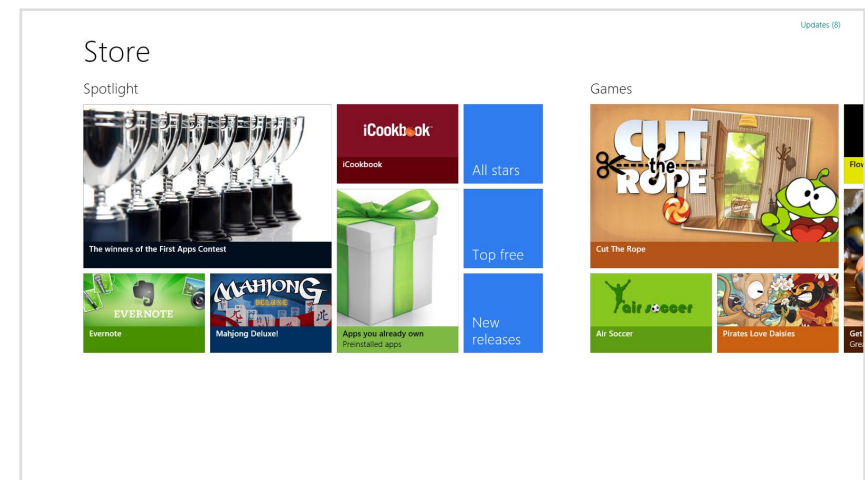 Updates (8)
Store
Spotlight
The winners of the First Apps Contest
EVERNOTE
Evernote
MAHJONG
DELUXE
Mahjong Deluxe!
iCookbook
iCookbook
Apps you already own
Preinstalled apps
All stars
Top free
New
releases
Games
CUT
the
ROPE
Cut The Rope
air soccer
Air Soccer
Pirates Love Daisies
Get